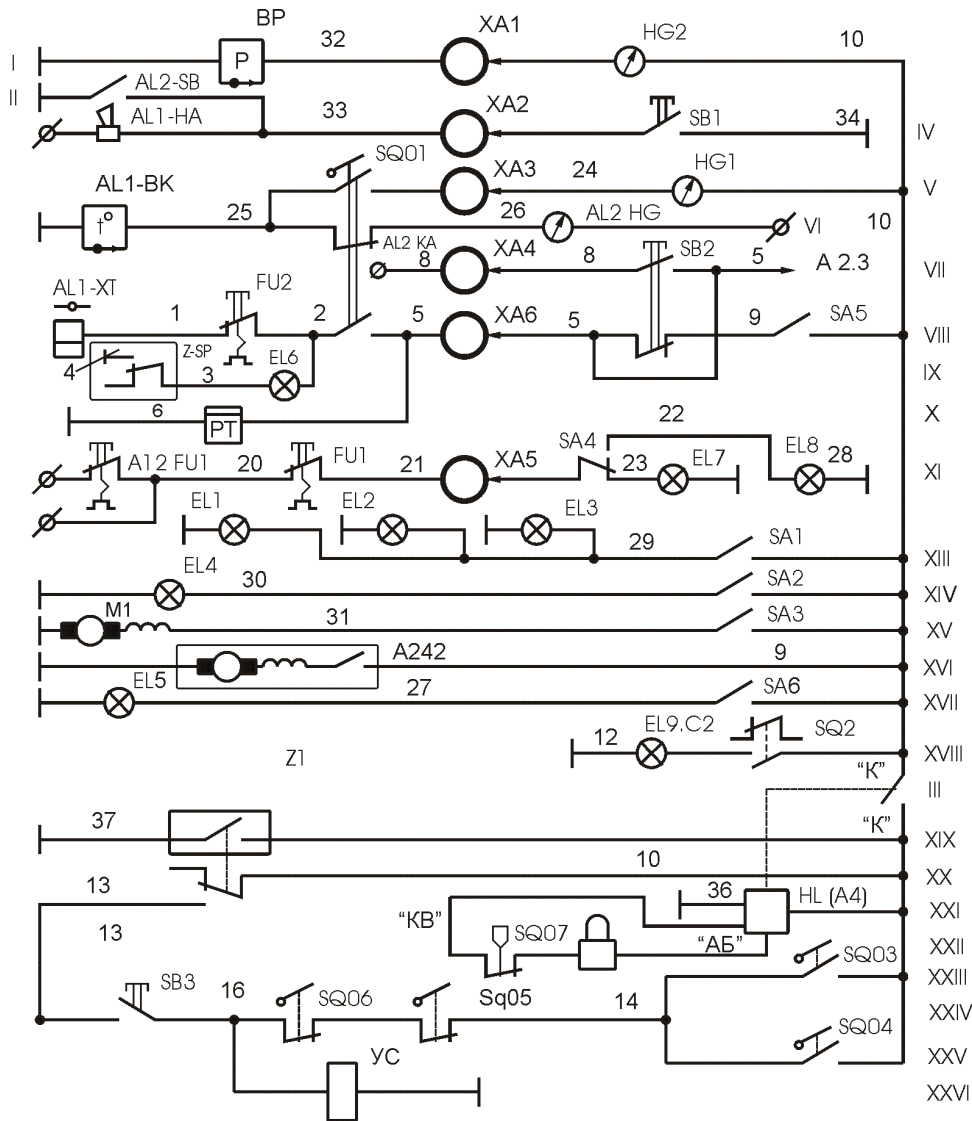 BP 32 XA1 HG2 10
I P
II AL2-SB
AL1-HA 33 XA2 SB1 34 IV
SQ01 XA3 24 HG1 V
AL1-BK 25 26 AL2 HG VI 10
t°
AL2 KA XA4 SB2
8 8 5 A 2.3 VII
AL1-XT FU2
1 2 5 XA6 5 9 SA5 VIII
Z-SP
4 3 EL6 IX
6 PT X
22
SA4 EL8
A12 FU1 20 FU1 21 XA5 23 EL7 28 XI
EL1 EL2 EL3
29 SA1 XIII
EL4
30 SA2 XIV
M1 31 SA3 XV
A242 9 XVI
EL5 27 SA6 XVII
12 EL9.C2 SQ2 XVIII
Z1
"К" III
"К"
37 XIX
10 XX
13 36 HL (A4) XXI
13 "КВ" SQ07 "АБ" XXII
SQ03 XXIII
SB3 16 SQ06 Sq05 14 XXIV
SQ04 XXV
УС XXVI